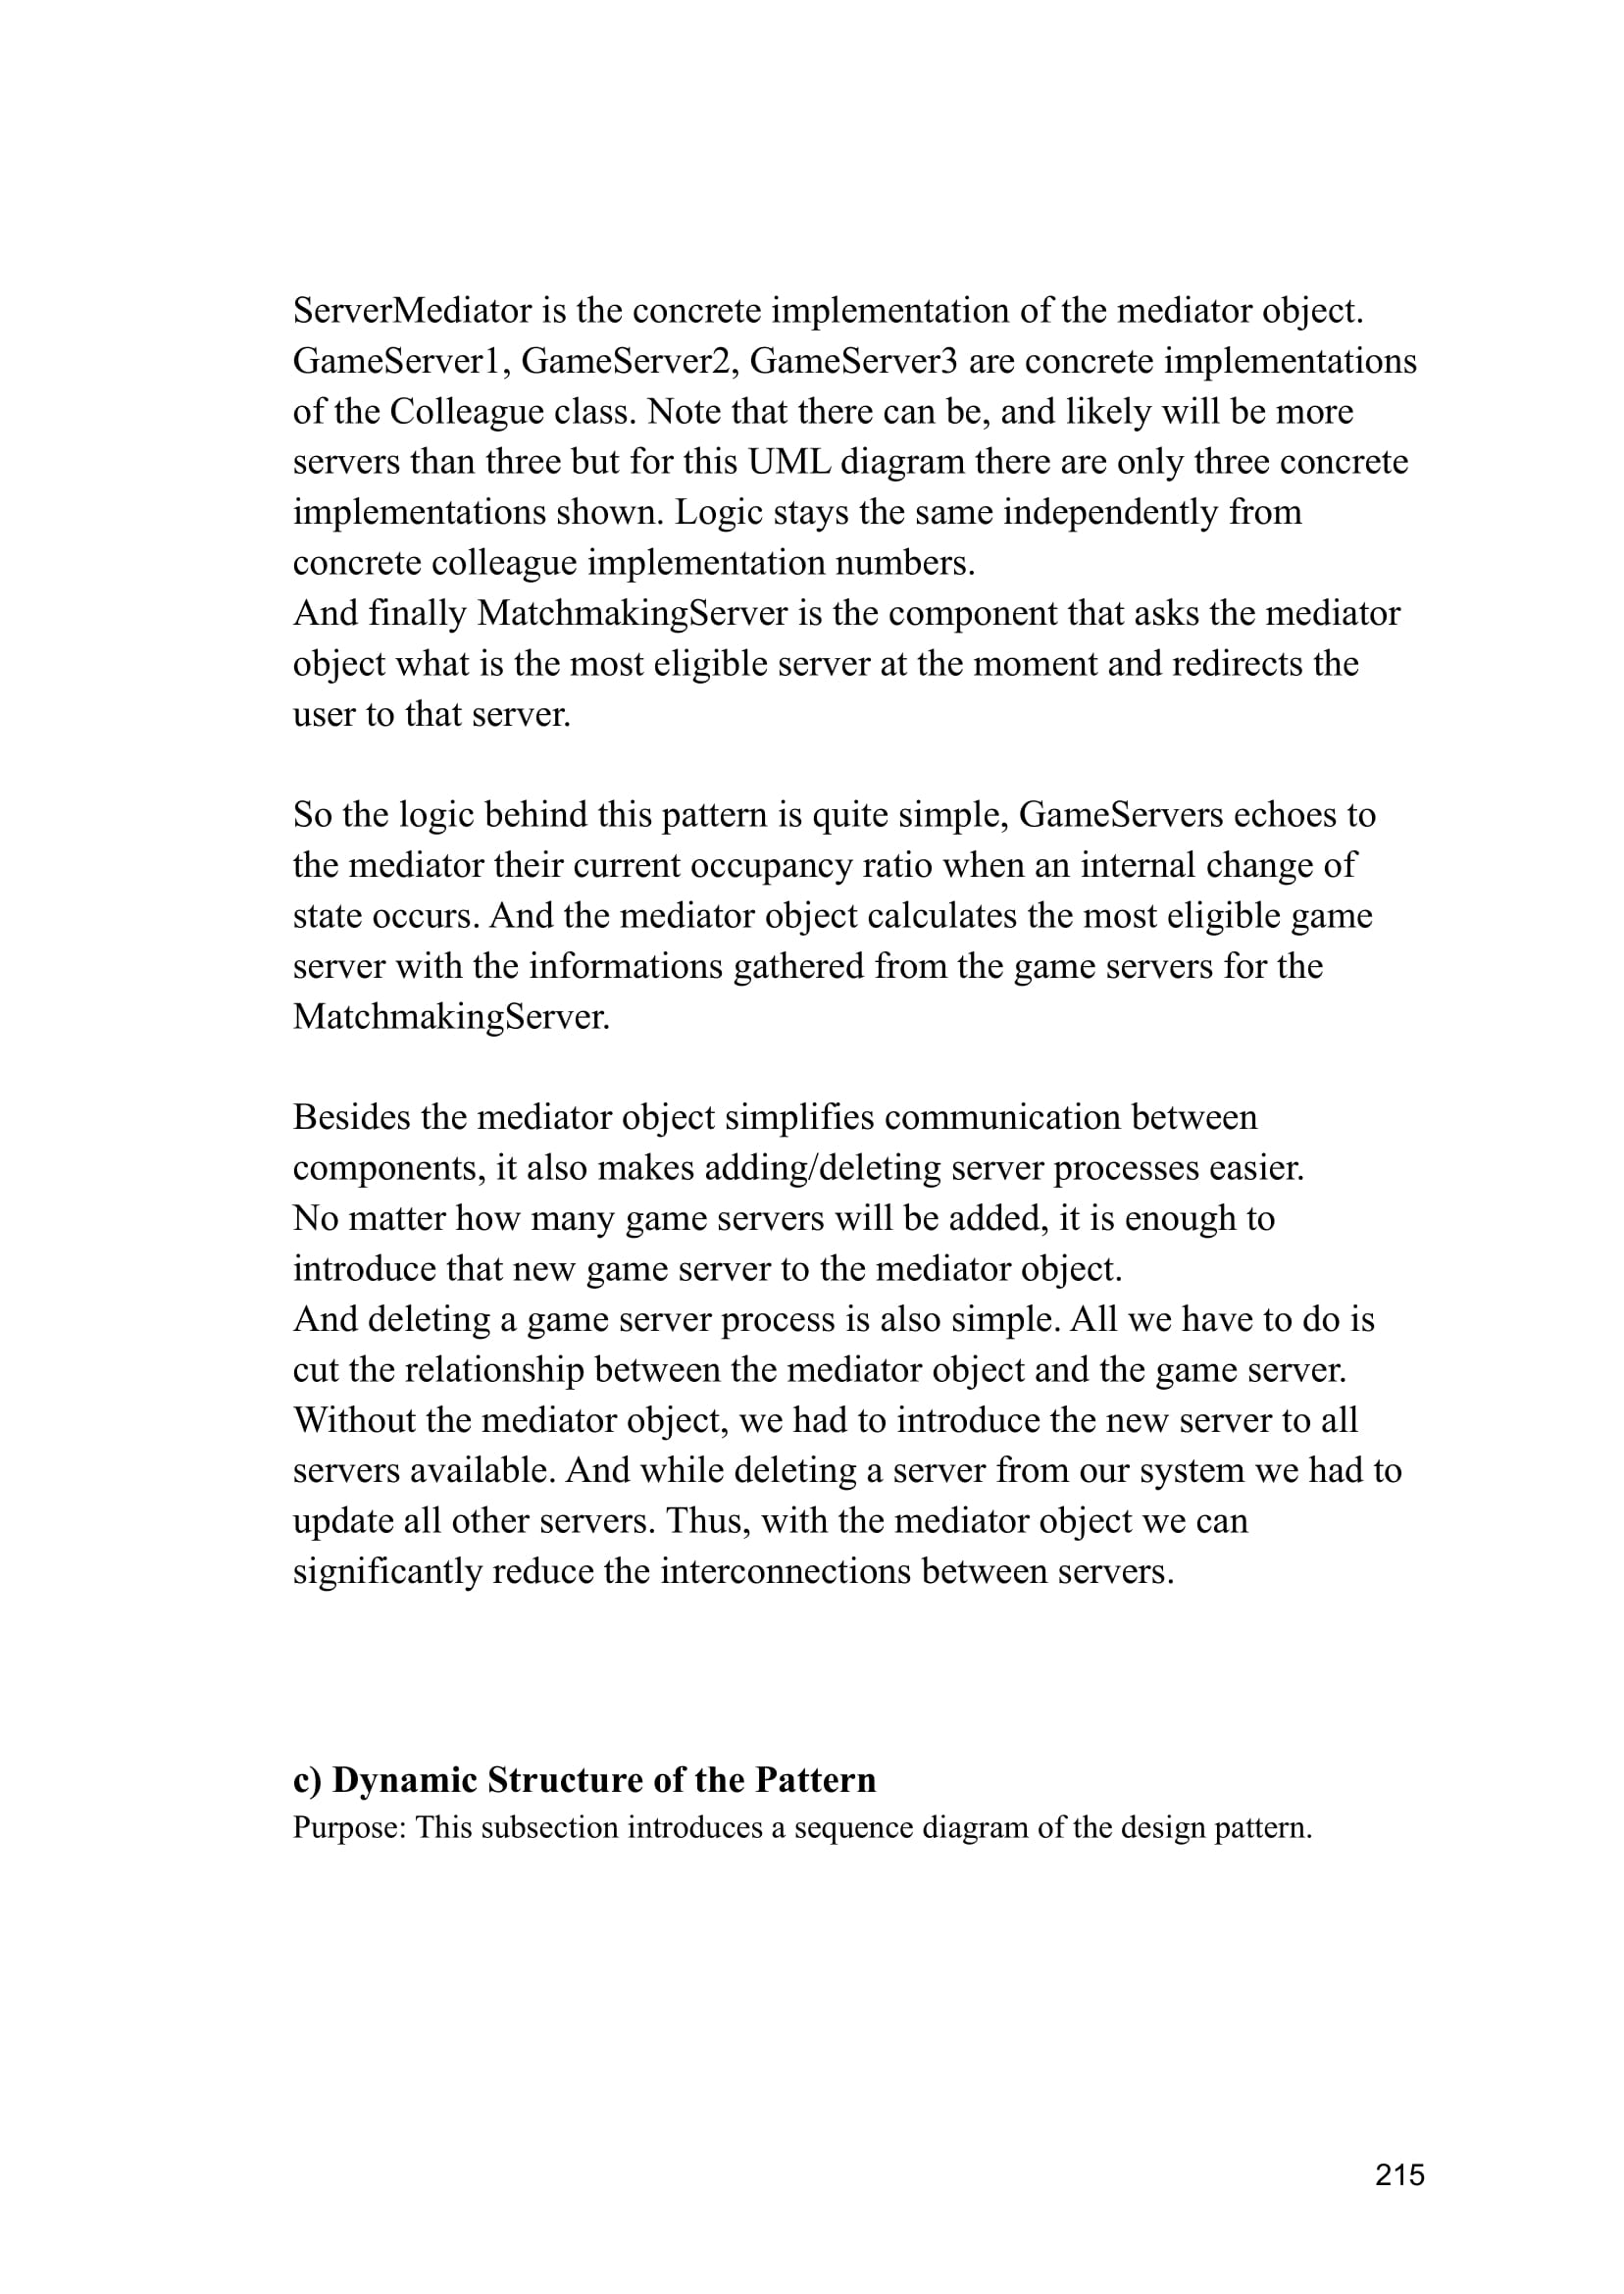 ServerMediator is the concrete implementation of the mediator object.
GameServer1, GameServer2, GameServer3 are concrete implementations
of the Colleague class. Note that there can be, and likely will be more
servers than three but for this UML diagram there are only three concrete
implementations shown. Logic stays the same independently from
concrete colleague implementation numbers.
And finally MatchmakingServer is the component that asks the mediator
object what is the most eligible server at the moment and redirects the
user to that server.
So the logic behind this pattern is quite simple, GameServers echoes to
the mediator their current occupancy ratio when an internal change of
state occurs. And the mediator object calculates the most eligible game
server with the informations gathered from the game servers for the
MatchmakingServer.
Besides the mediator object simplifies communication between
components, it also makes adding/deleting server processes easier.
No matter how many game servers will be added, it is enough to
introduce that new game server to the mediator object.
And deleting a game server process is also simple. All we have to do is
cut the relationship between the mediator object and the game server.
Without the mediator object, we had to introduce the new server to all
servers available. And while deleting a server from our system we had to
update all other servers. Thus, with the mediator object we can
significantly reduce the interconnections between servers.
c) Dynamic Structure of the Pattern
Purpose: This subsection introduces a sequence diagram of the design pattern.
215